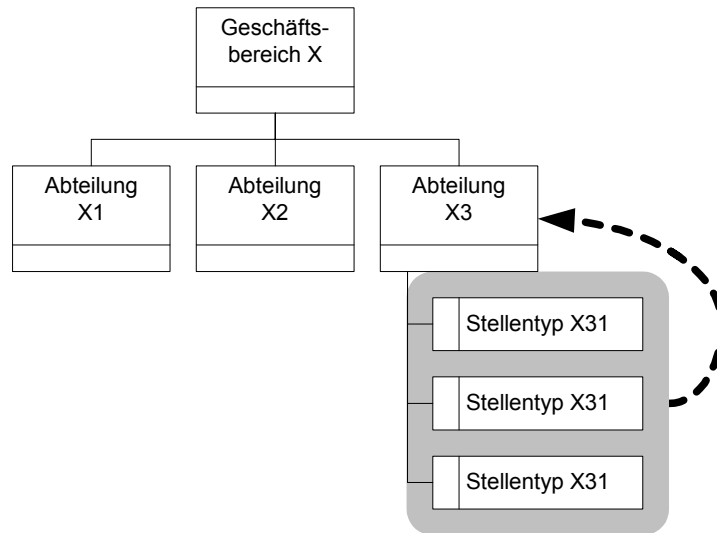 Geschäfts-
bereich X
Abteilung
X1
Abteilung
X2
Abteilung
X3
Stellentyp X31
Stellentyp X31
Stellentyp X31